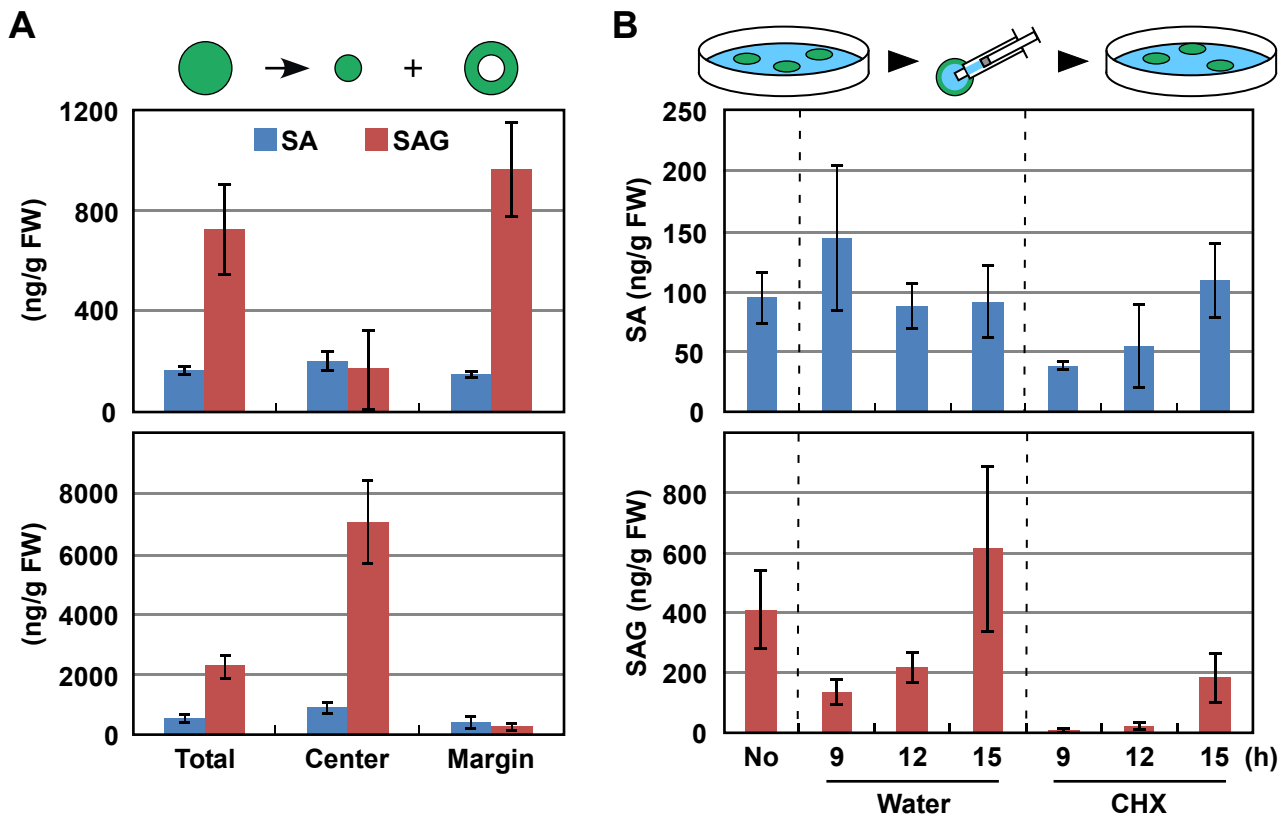 A
B
+
SA
SAG
(ng/g FW)
1200
800
400
0
(ng/g FW)
8000
6000
4000
2000
0
Total Center Margin
SA (ng/g FW)
250
200
150
100
50
0
SAG (ng/g FW)
800
600
400
200
0
No 9 12 15 9 12 15 (h)
Water CHX